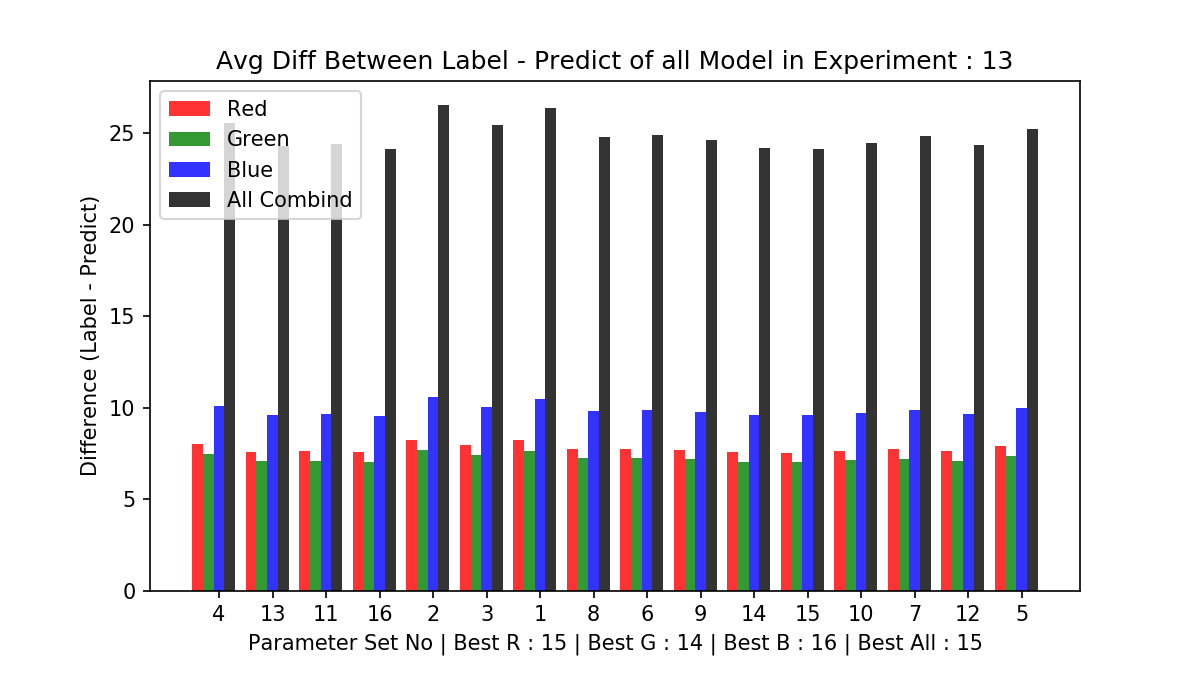 Avg Diff Between Label - Predict of all Model in Experiment : 13
Red
Green
Blue
All Combind
Difference (Label - Predict)
25
20
15
10
5
0
4 13 11 16 2 3 1 8 6 9 14 15 10 7 12 5
Parameter Set No | Best R : 15 | Best G : 14 | Best B : 16 | Best All : 15